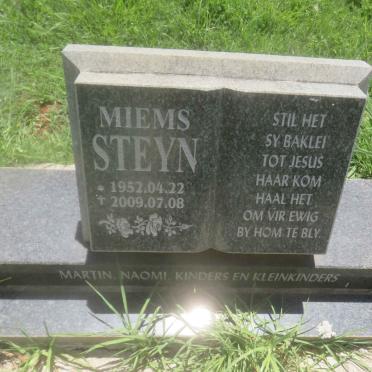 MIEMS
STEYN
* 1952.04.22
† 2009.07.08
STIL HET
SY BAKLEI
TOT JESUS
HAAR KOM
HAAL HET
OM VIR EWIG
BY HOM TE BLY.
MARTIN, NAOMI, KINDERS EN KLEINKINDERS